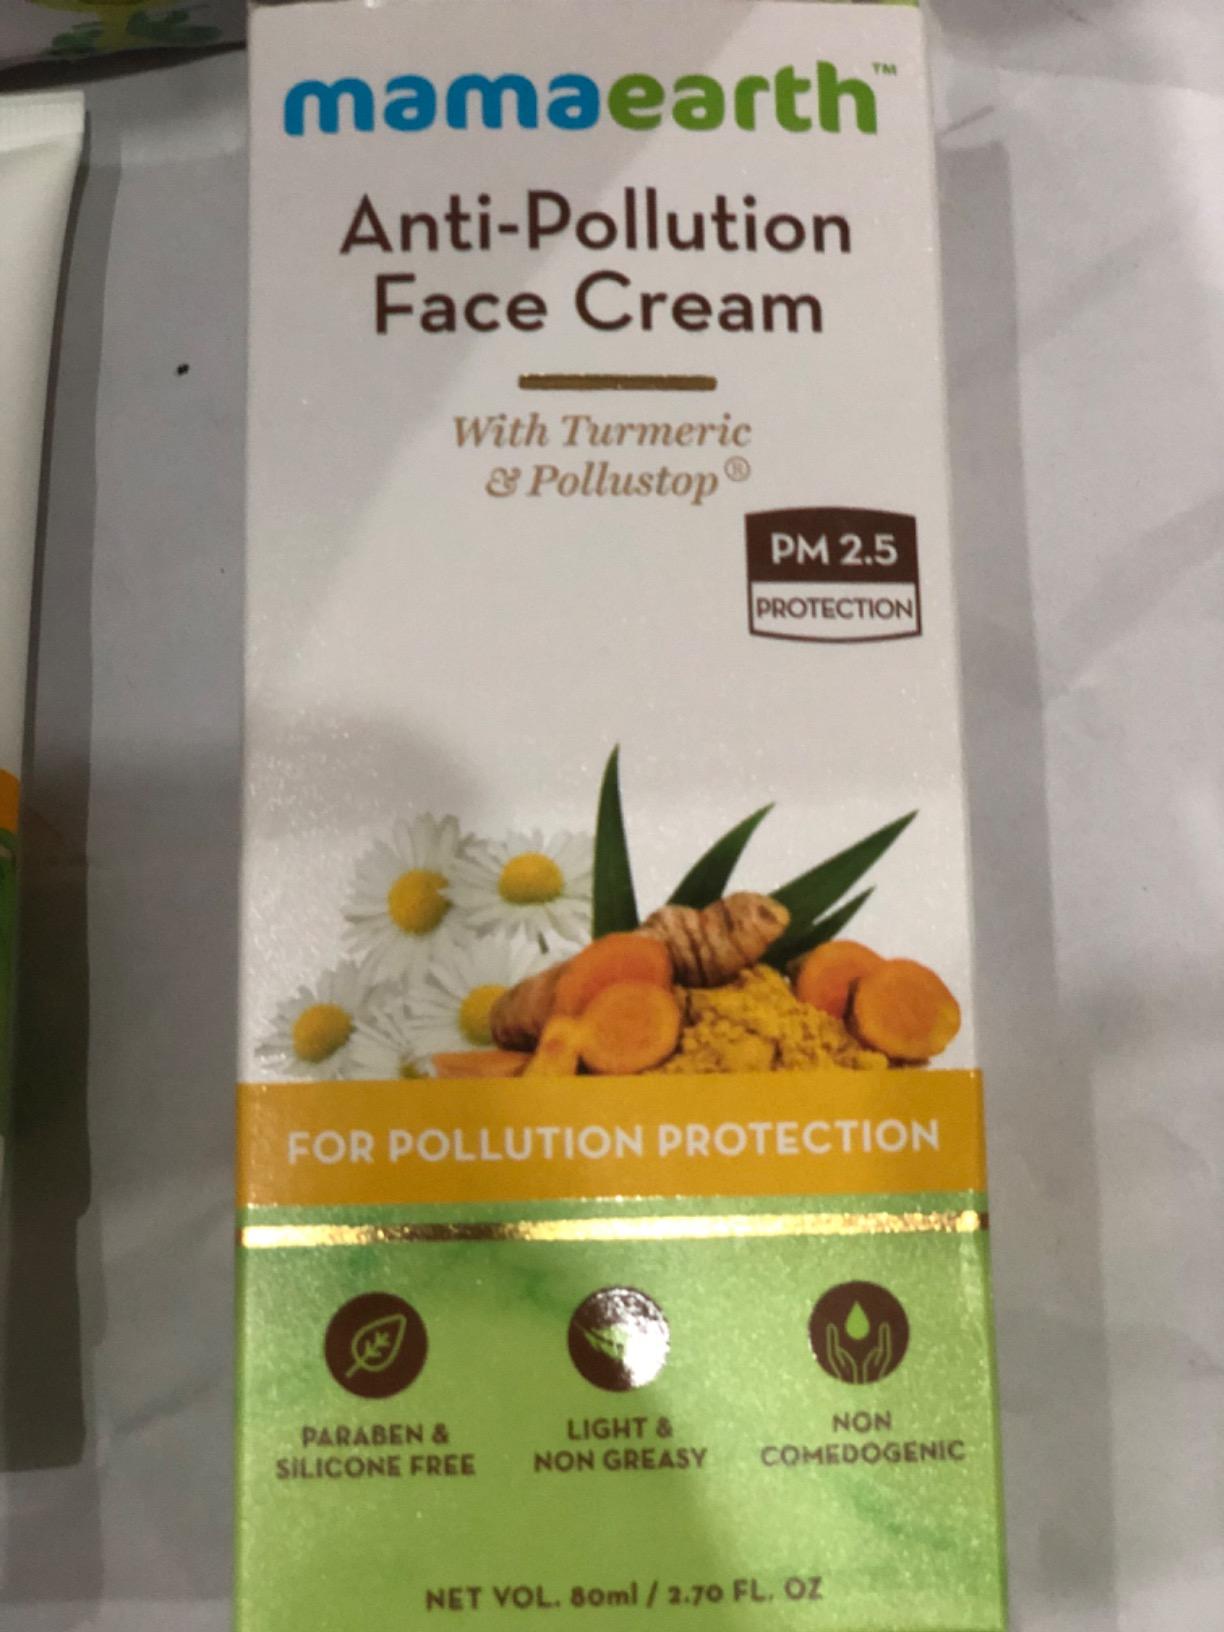 mamaearth™
Anti-Pollution
Face Cream
With Turmeric
& Pollustop®
PM 2.5
PROTECTION
FOR POLLUTION PROTECTION
PARABEN &
SILICONE FREE
LIGHT &
NON GREASY
NON
COMEDOGENIC
NET VOL. 80ml / 2.70 FL. OZ